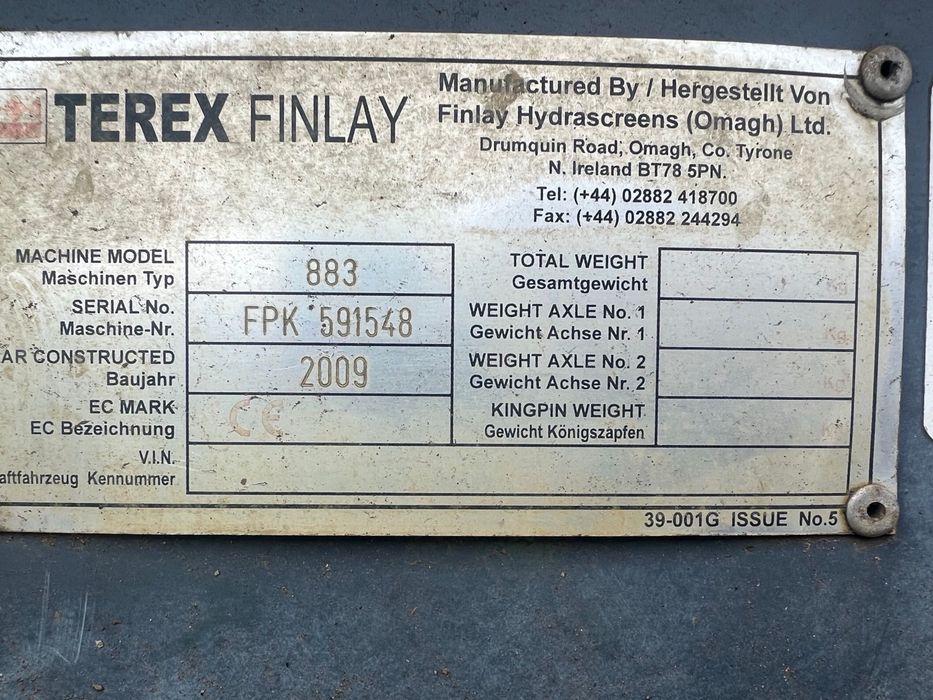 TEREX FINLAY
Manufactured By / Hergestellt Von
Finlay Hydrascreens (Omagh) Ltd.
Drumquin Road, Omagh, Co. Tyrone
N. Ireland BT78 5PN.
Tel: (+44) 02882 418700
Fax: (+44) 02882 244294
MACHINE MODEL
Maschinen Typ
883
SERIAL No.
Maschine-Nr.
FPK 591548
AR CONSTRUCTED
Baujahr
2009
EC MARK
EC Bezeichnung
CE
V.I.N.
aftfahrzeug Kennummer
TOTAL WEIGHT
Gesamtgewicht
Kg
WEIGHT AXLE No. 1
Gewicht Achse Nr. 1
Kg
WEIGHT AXLE No. 2
Gewicht Achse Nr. 2
Kg
KINGPIN WEIGHT
Gewicht Königszapfen
Kg
39-001G ISSUE No.5